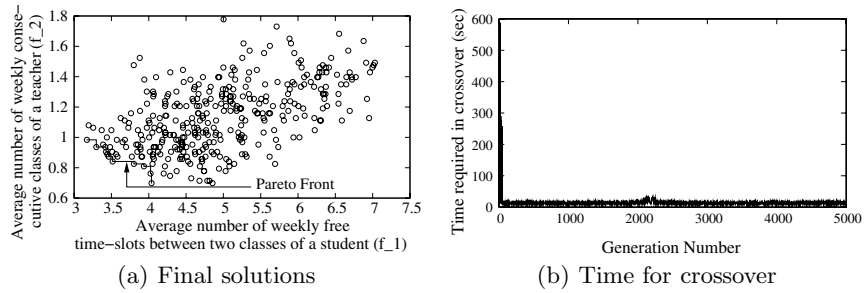 Average number of weekly conse−
cutive classes of a teacher (f_2)
1.8
1.6
1.4
1.2
1
0.8
0.6
3 3.5 4 4.5 5 5.5 6 6.5 7 7.5
Pareto Front
Average number of weekly free
time−slots between two classes of a student (f_1)
(a) Final solutions
Time required in crossover (sec)
600
500
400
300
200
100
0
0 1000 2000 3000 4000 5000
Generation Number
(b) Time for crossover